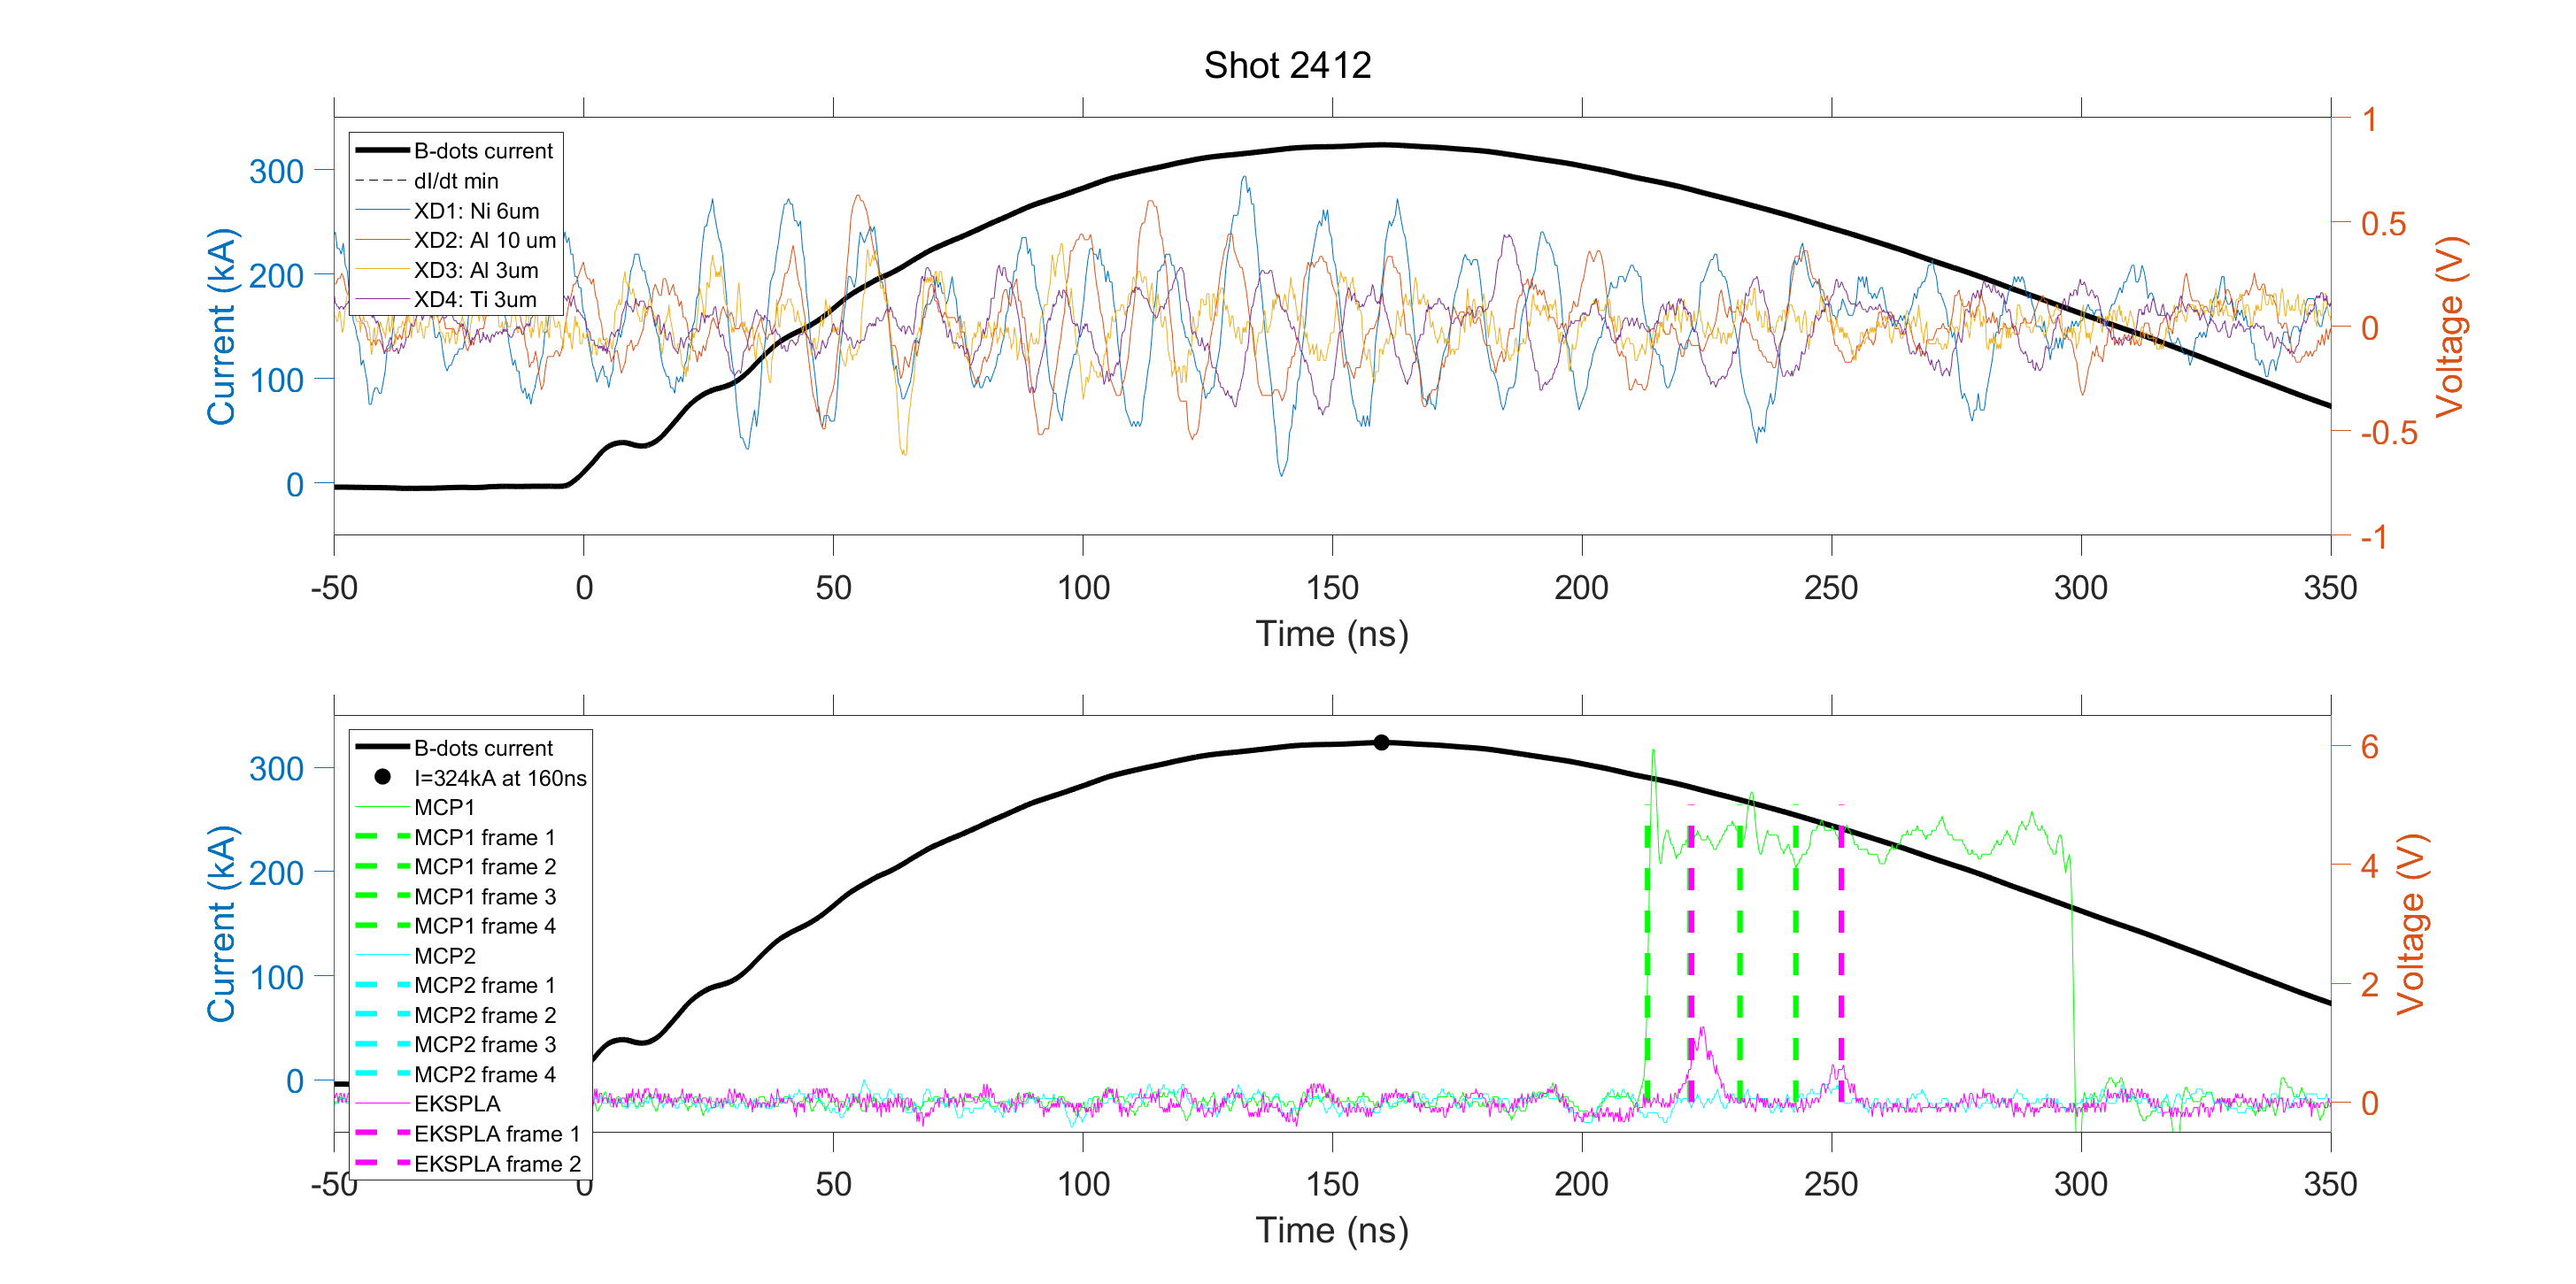 Shot 2412
B-dots current
dI/dt min
XD1: Ni 6um
XD2: Al 10 um
XD3: Al 3um
XD4: Ti 3um
300
200
100
0
Current (kA)
1
0.5
0
-0.5
-1
Voltage (V)
-50 0 50 100 150 200 250 300 350
Time (ns)
B-dots current
I=324kA at 160ns
MCP1
MCP1 frame 1
MCP1 frame 2
MCP1 frame 3
MCP1 frame 4
MCP2
MCP2 frame 1
MCP2 frame 2
MCP2 frame 3
MCP2 frame 4
EKSPLA
EKSPLA frame 1
EKSPLA frame 2
300
200
100
0
Current (kA)
6
4
2
0
Voltage (V)
-50 0 50 100 150 200 250 300 350
Time (ns)